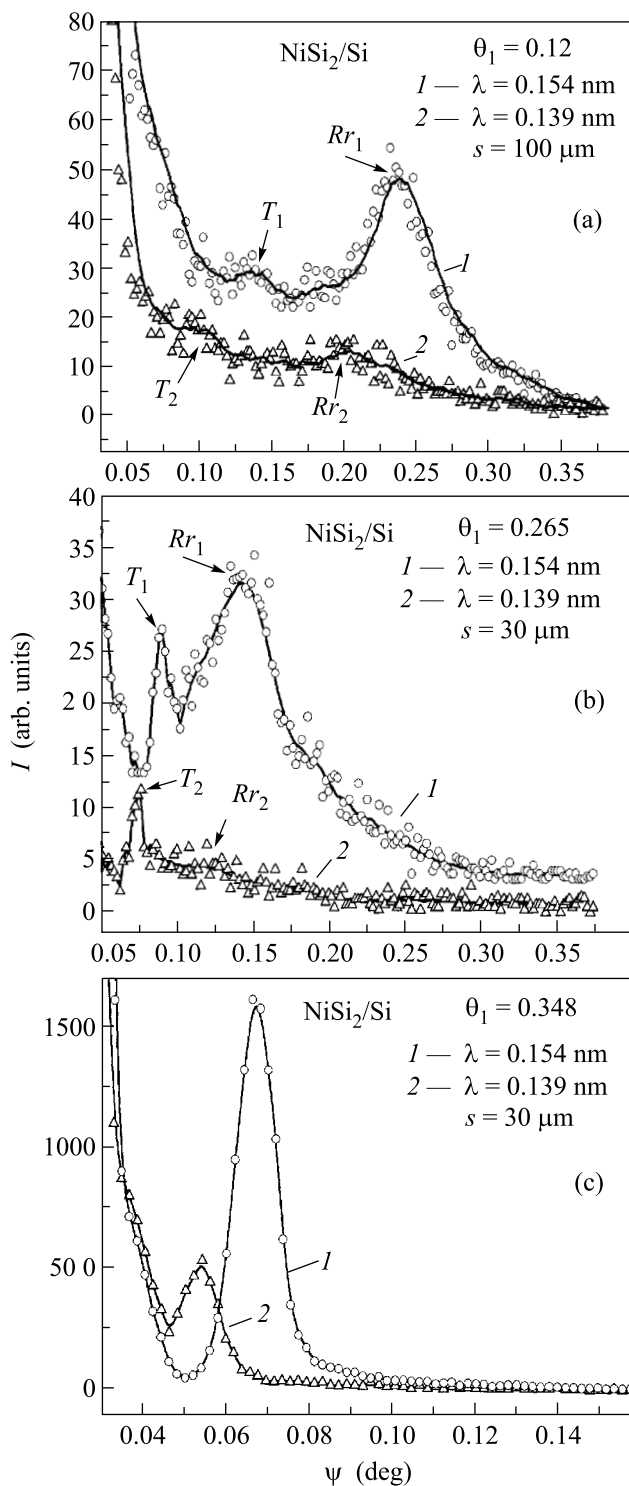 80
70
60
50
40
30
20
10
0
NiSi2/Si
θ1 = 0.12
1 — λ = 0.154 nm
2 — λ = 0.139 nm
s = 100 μm
Rr1
T1
(a)
1
2
T2
Rr2
0.05 0.10 0.15 0.20 0.25 0.30 0.35
40
35
30
25
2 0
15
10
5
0
I (arb. units)
NiSi2/Si
θ1 = 0.265
1 — λ = 0.154 nm
2 — λ = 0.139 nm
s = 30 μm
Rr1
T1
(b)
T2
Rr2
1
2
0.05 0.10 0.15 0.20 0.25 0.30 0.35
1500
1000
50 0
0
NiSi2/Si
θ1 = 0.348
1 — λ = 0.154 nm
2 — λ = 0.139 nm
s = 30 μm
(c)
1
2
0.04 0.06 0.08 0.10 0.12 0.14
ψ (deg)